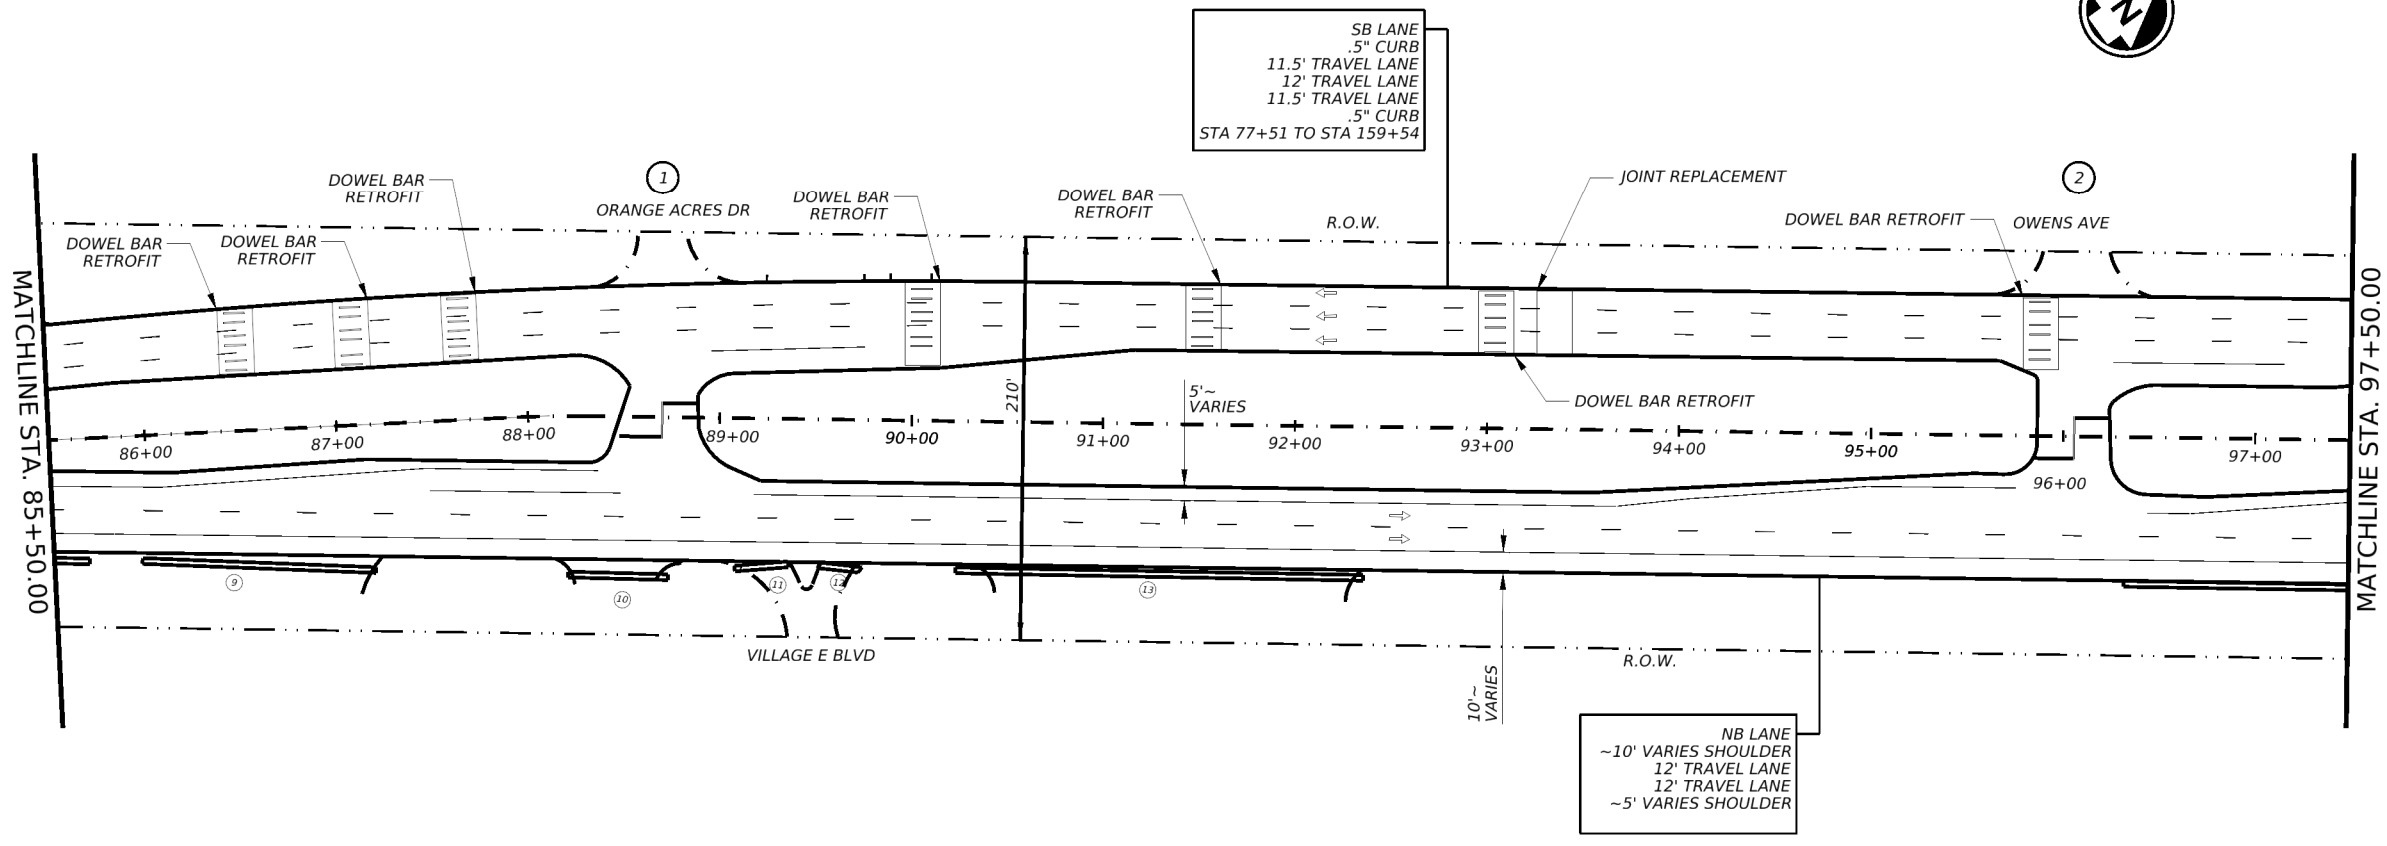 N
SB LANE
.5" CURB
11.5' TRAVEL LANE
12' TRAVEL LANE
11.5' TRAVEL LANE
.5" CURB
STA 77+51 TO STA 159+54
DOWEL BAR
RETROFIT
1
ORANGE ACRES DR
DOWEL BAR
RETROFIT
DOWEL BAR
RETROFIT
JOINT REPLACEMENT
2
R.O.W.
DOWEL BAR RETROFIT
OWENS AVE
DOWEL BAR
RETROFIT
DOWEL BAR
RETROFIT
MATCHLINE STA. 85+50.00
MATCHLINE STA. 97+50.00
210'
5'~
VARIES
DOWEL BAR RETROFIT
86+00
87+00
88+00
89+00
90+00
91+00
92+00
93+00
94+00
95+00
96+00
97+00
9
10
11
12
13
VILLAGE E BLVD
R.O.W.
10'~
VARIES
NB LANE
~10' VARIES SHOULDER
12' TRAVEL LANE
12' TRAVEL LANE
~5' VARIES SHOULDER